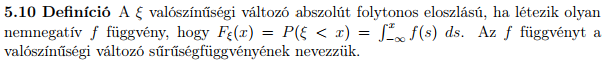 5.10 Definíció A ξ valószínűségi változó abszolút folytonos eloszlású, ha létezik olyan
nemnegatív f függvény, hogy F_ξ(x) = P(ξ < x) = ∫_{-∞}^{x} f(s) ds. Az f függvényt a
valószínűségi változó sűrűségfüggvényének nevezzük.